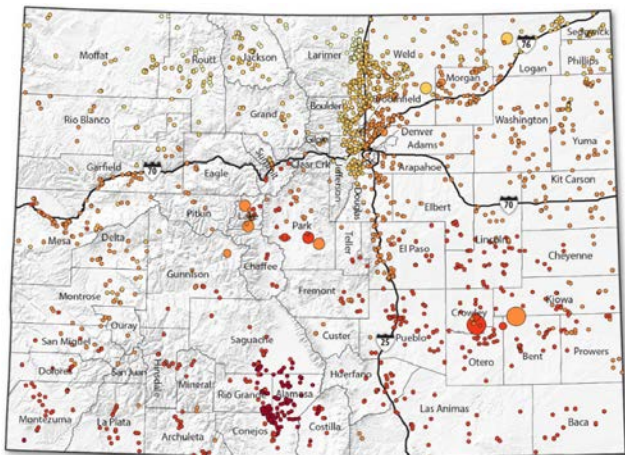 Moffat
Routt
Jackson
Larimer
Weld
76
Sedgwick
Logan
Phillips
Morgan
Rio Blanco
Grand
Boulder
Broomfield
Washington
Yuma
Denver
Adams
Garfield
70
Eagle
Summit
Clear Crk
Jefferson
Arapahoe
Kit Carson
70
Douglas
Elbert
Pitkin
Park
Mesa
Delta
Teller
El Paso
Lincoln
Cheyenne
Gunnison
Chaffee
Fremont
Montrose
Crowley
Kiowa
Ouray
San Miguel
Saguache
Custer
25
Pueblo
Otero
Bent
Prowers
Dolores
San Juan
Hinsdale
Mineral
Huerfano
Rio Grande
Alamosa
Montezuma
La Plata
Archuleta
Conejos
Costilla
Las Animas
Baca